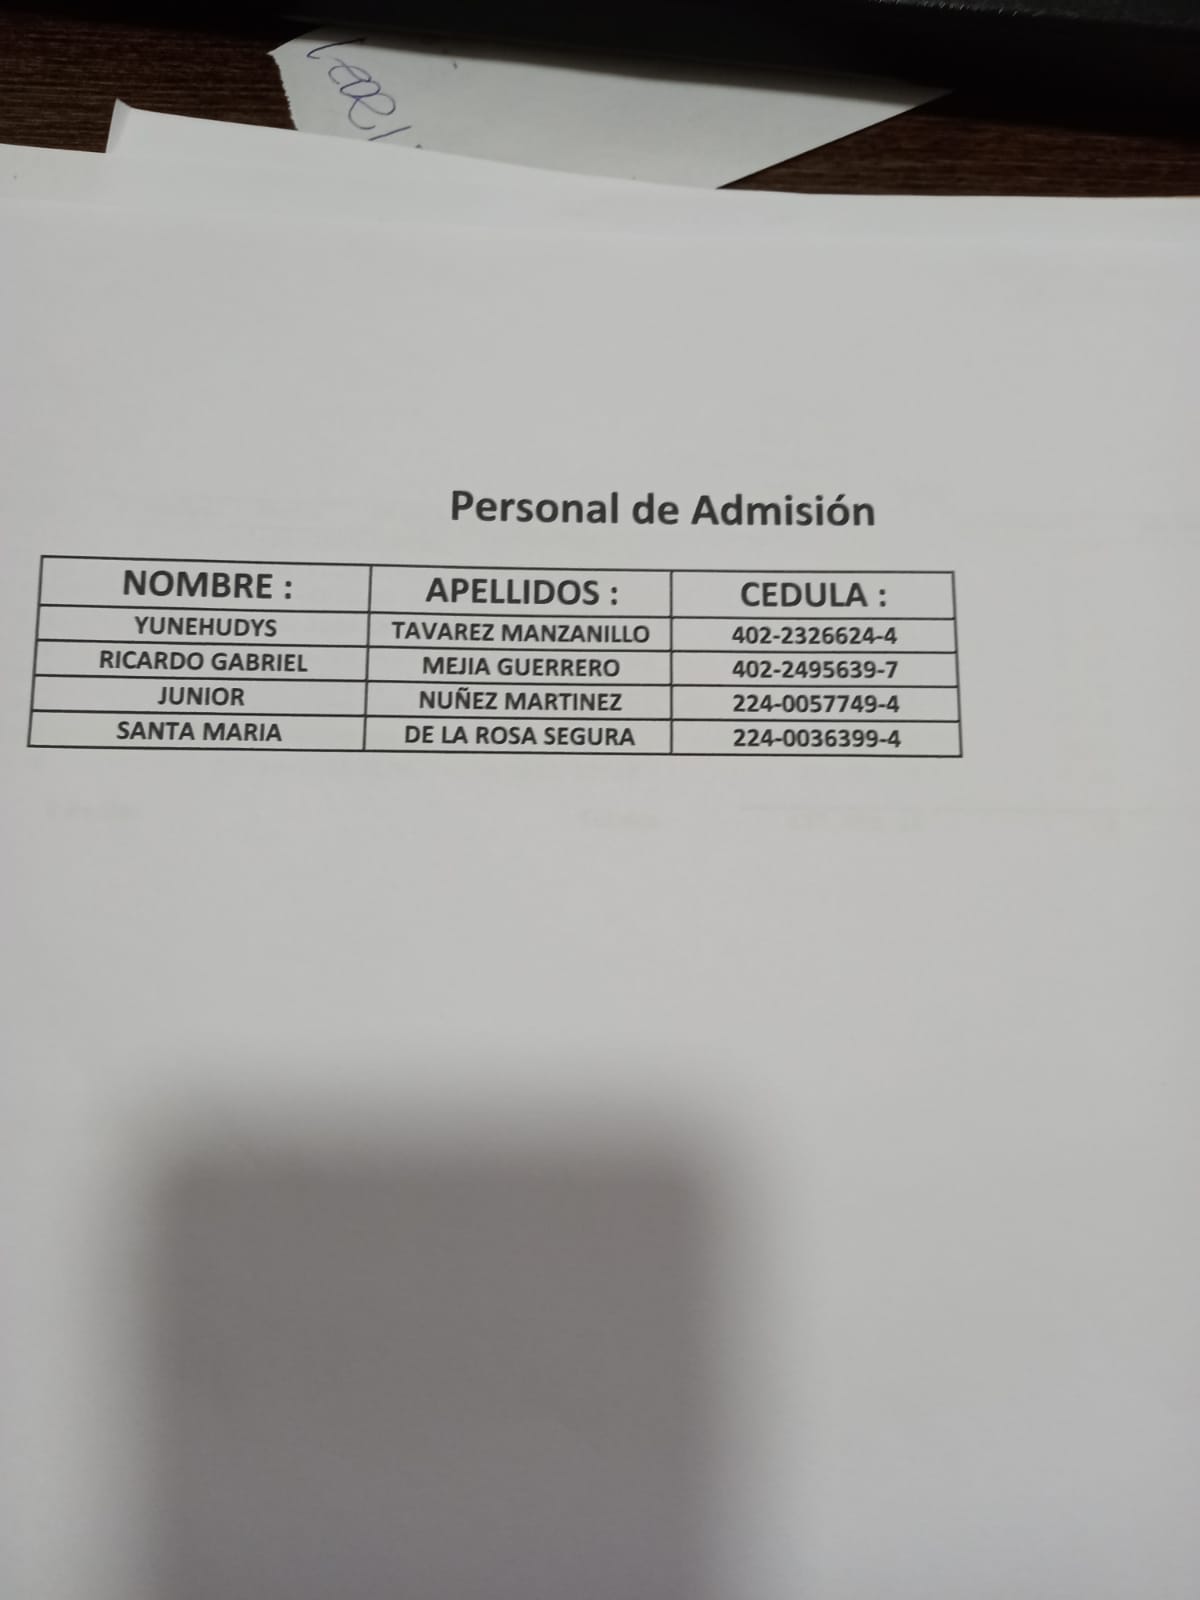 Personal de Admisión
NOMBRE : APELLIDOS : CEDULA :
YUNEHUDYS TAVAREZ MANZANILLO 402-2326624-4
RICARDO GABRIEL MEJIA GUERRERO 402-2495639-7
JUNIOR NUÑEZ MARTINEZ 224-0057749-4
SANTA MARIA DE LA ROSA SEGURA 224-0036399-4